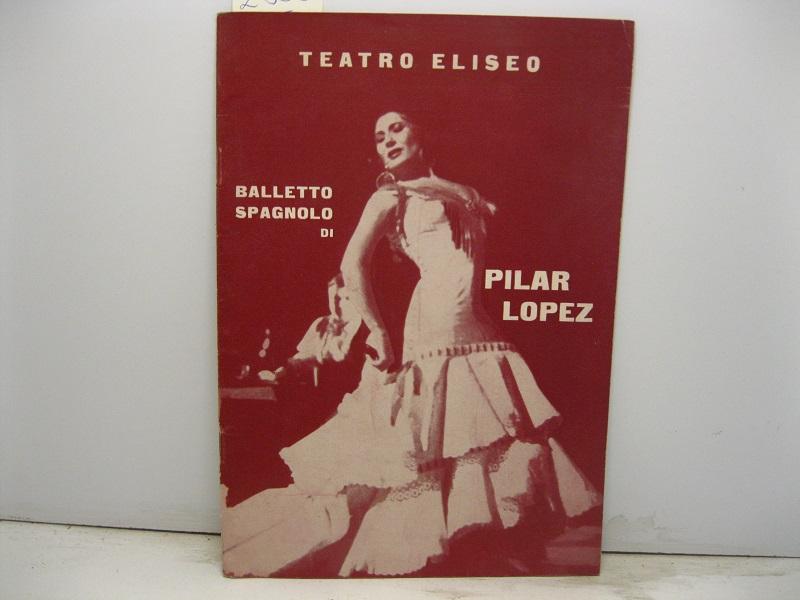 TEATRO ELISEO
BALLETTO
SPAGNOLO
DI
PILAR
LOPEZ